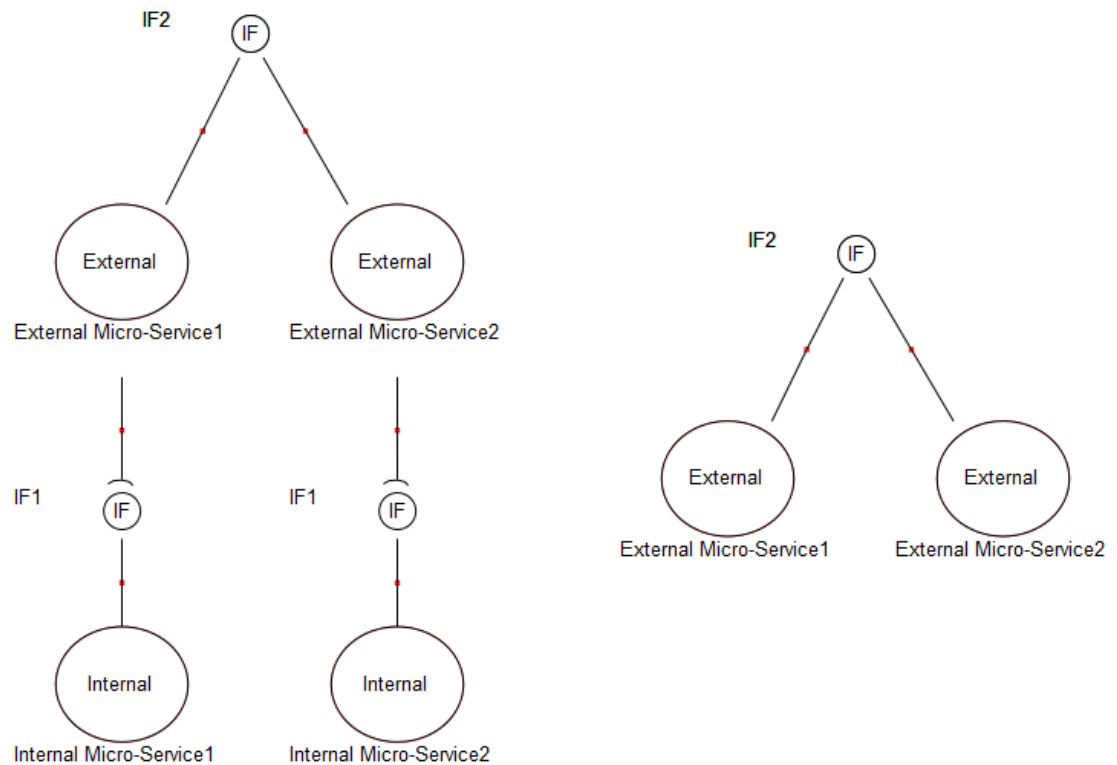 IF2
IF
External
External
External Micro-Service1
External Micro-Service2
IF1
IF
IF1
IF
Internal
Internal
Internal Micro-Service1
Internal Micro-Service2
IF2
IF
External
External
External Micro-Service1
External Micro-Service2